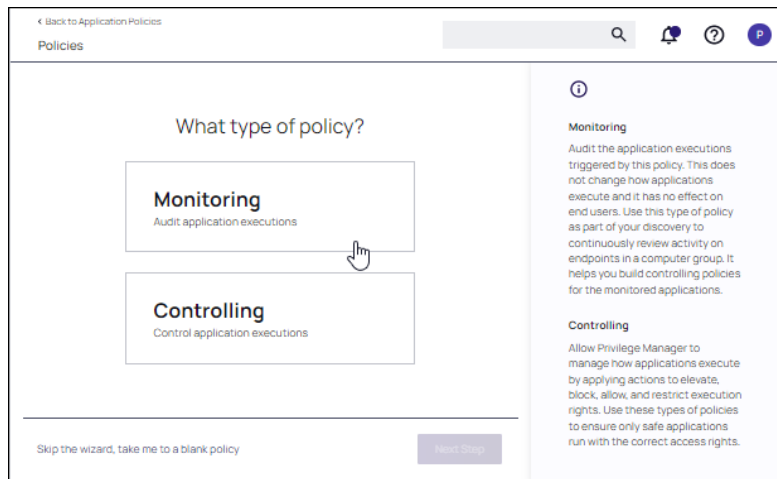 Back to Application Policies
Policies
P
What type of policy?
Monitoring
Audit application executions
Controlling
Control application executions
Skip the wizard, take me to a blank policy
Next Step
Monitoring
Audit the application executions
triggered by this policy. This does
not change how applications
execute and it has no effect on
end users. Use this type of policy
as part of your discovery to
continuously review activity on
endpoints in a computer group. It
helps you build controlling policies
for the monitored applications.
Controlling
Allow Privilege Manager to
manage how applications execute
by applying actions to elevate,
block, allow, and restrict execution
rights. Use these types of policies
to ensure only safe applications
run with the correct access rights.